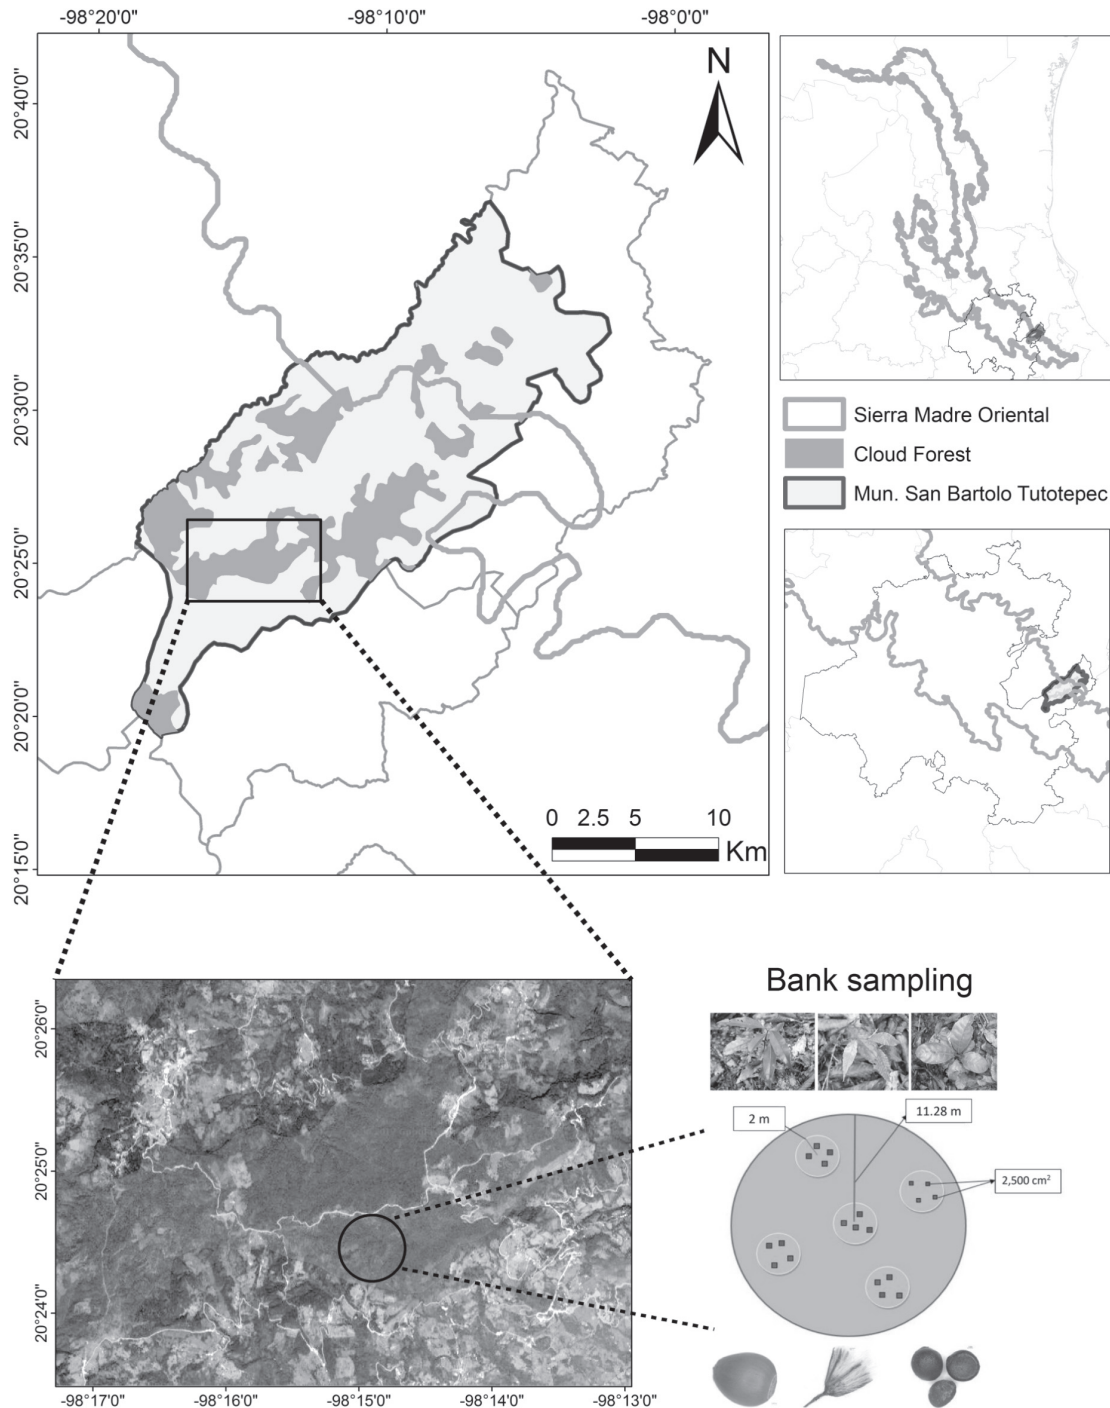 -98°20'0"
-98°10'0"
-98°0'0"
N
20°40'0"
20°35'0"
20°30'0"
20°25'0"
20°20'0"
20°15'0"
0 2.5 5 10
Km
Sierra Madre Oriental
Cloud Forest
Mun. San Bartolo Tutotepec
20°26'0"
20°25'0"
20°24'0"
-98°17'0"
-98°16'0"
-98°15'0"
-98°14'0"
-98°13'0"
Bank sampling
2 m
11.28 m
2,500 cm²